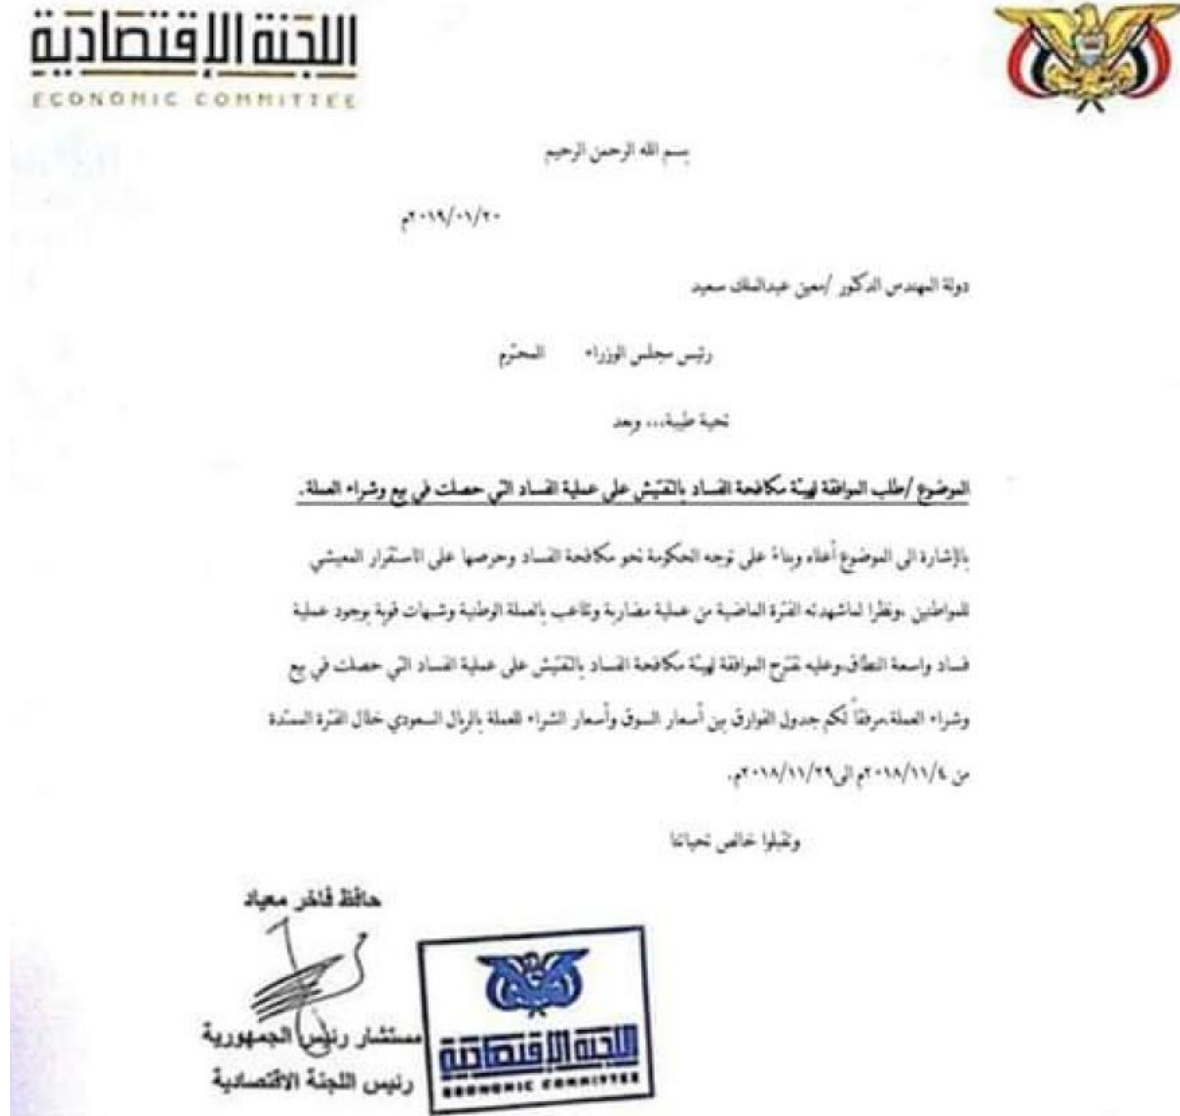 اللجنة الإقتصادية
ECONOMIC COMMITTEE
بسم الله الرحمن الرحيم
٢٠١٩/٠١/٢٠م
دولة المهندس الدكتور /معين عبدالملك سعيد
رئيس مجلس الوزراء المحترم
تحية طيبة... وبعد
الموضوع /طلب الموافقة لهيئة مكافحة الفساد بالتفتيش على عملية الفساد التي حصلت في بيع وشراء العملة.
بالإشارة الى الموضوع أعلاه وبناءً على توجه الحكومة نحو مكافحة الفساد وحرصها على الاستقرار المعيشي
للمواطنين ،ونظرا لماشهدته الفترة الماضية من عملية مضاربة وتلاعب بالعملة الوطنية وشبهات قوية بوجود عملية
فساد واسعة النطاق،وعليه نقترح الموافقة لهيئة مكافحة الفساد بالتفتيش على عملية الفساد التي حصلت في بيع
وشراء العملة،مرفقاً لكم جدول الفوارق بين أسعار السوق وأسعار الشراء للعملة بالريال السعودي خلال الفترة الممتدة
من ٢٠١٨/١١/٤م الى٢٠١٨/١١/٢٩م.
وتقبلوا خالص تحياتنا
حافظ فاخر معياد
مستشار رئيس الجمهورية
رئيس اللجنة الاقتصادية
اللجنة الإقتصادية
ECONOMIC COMMITTEE